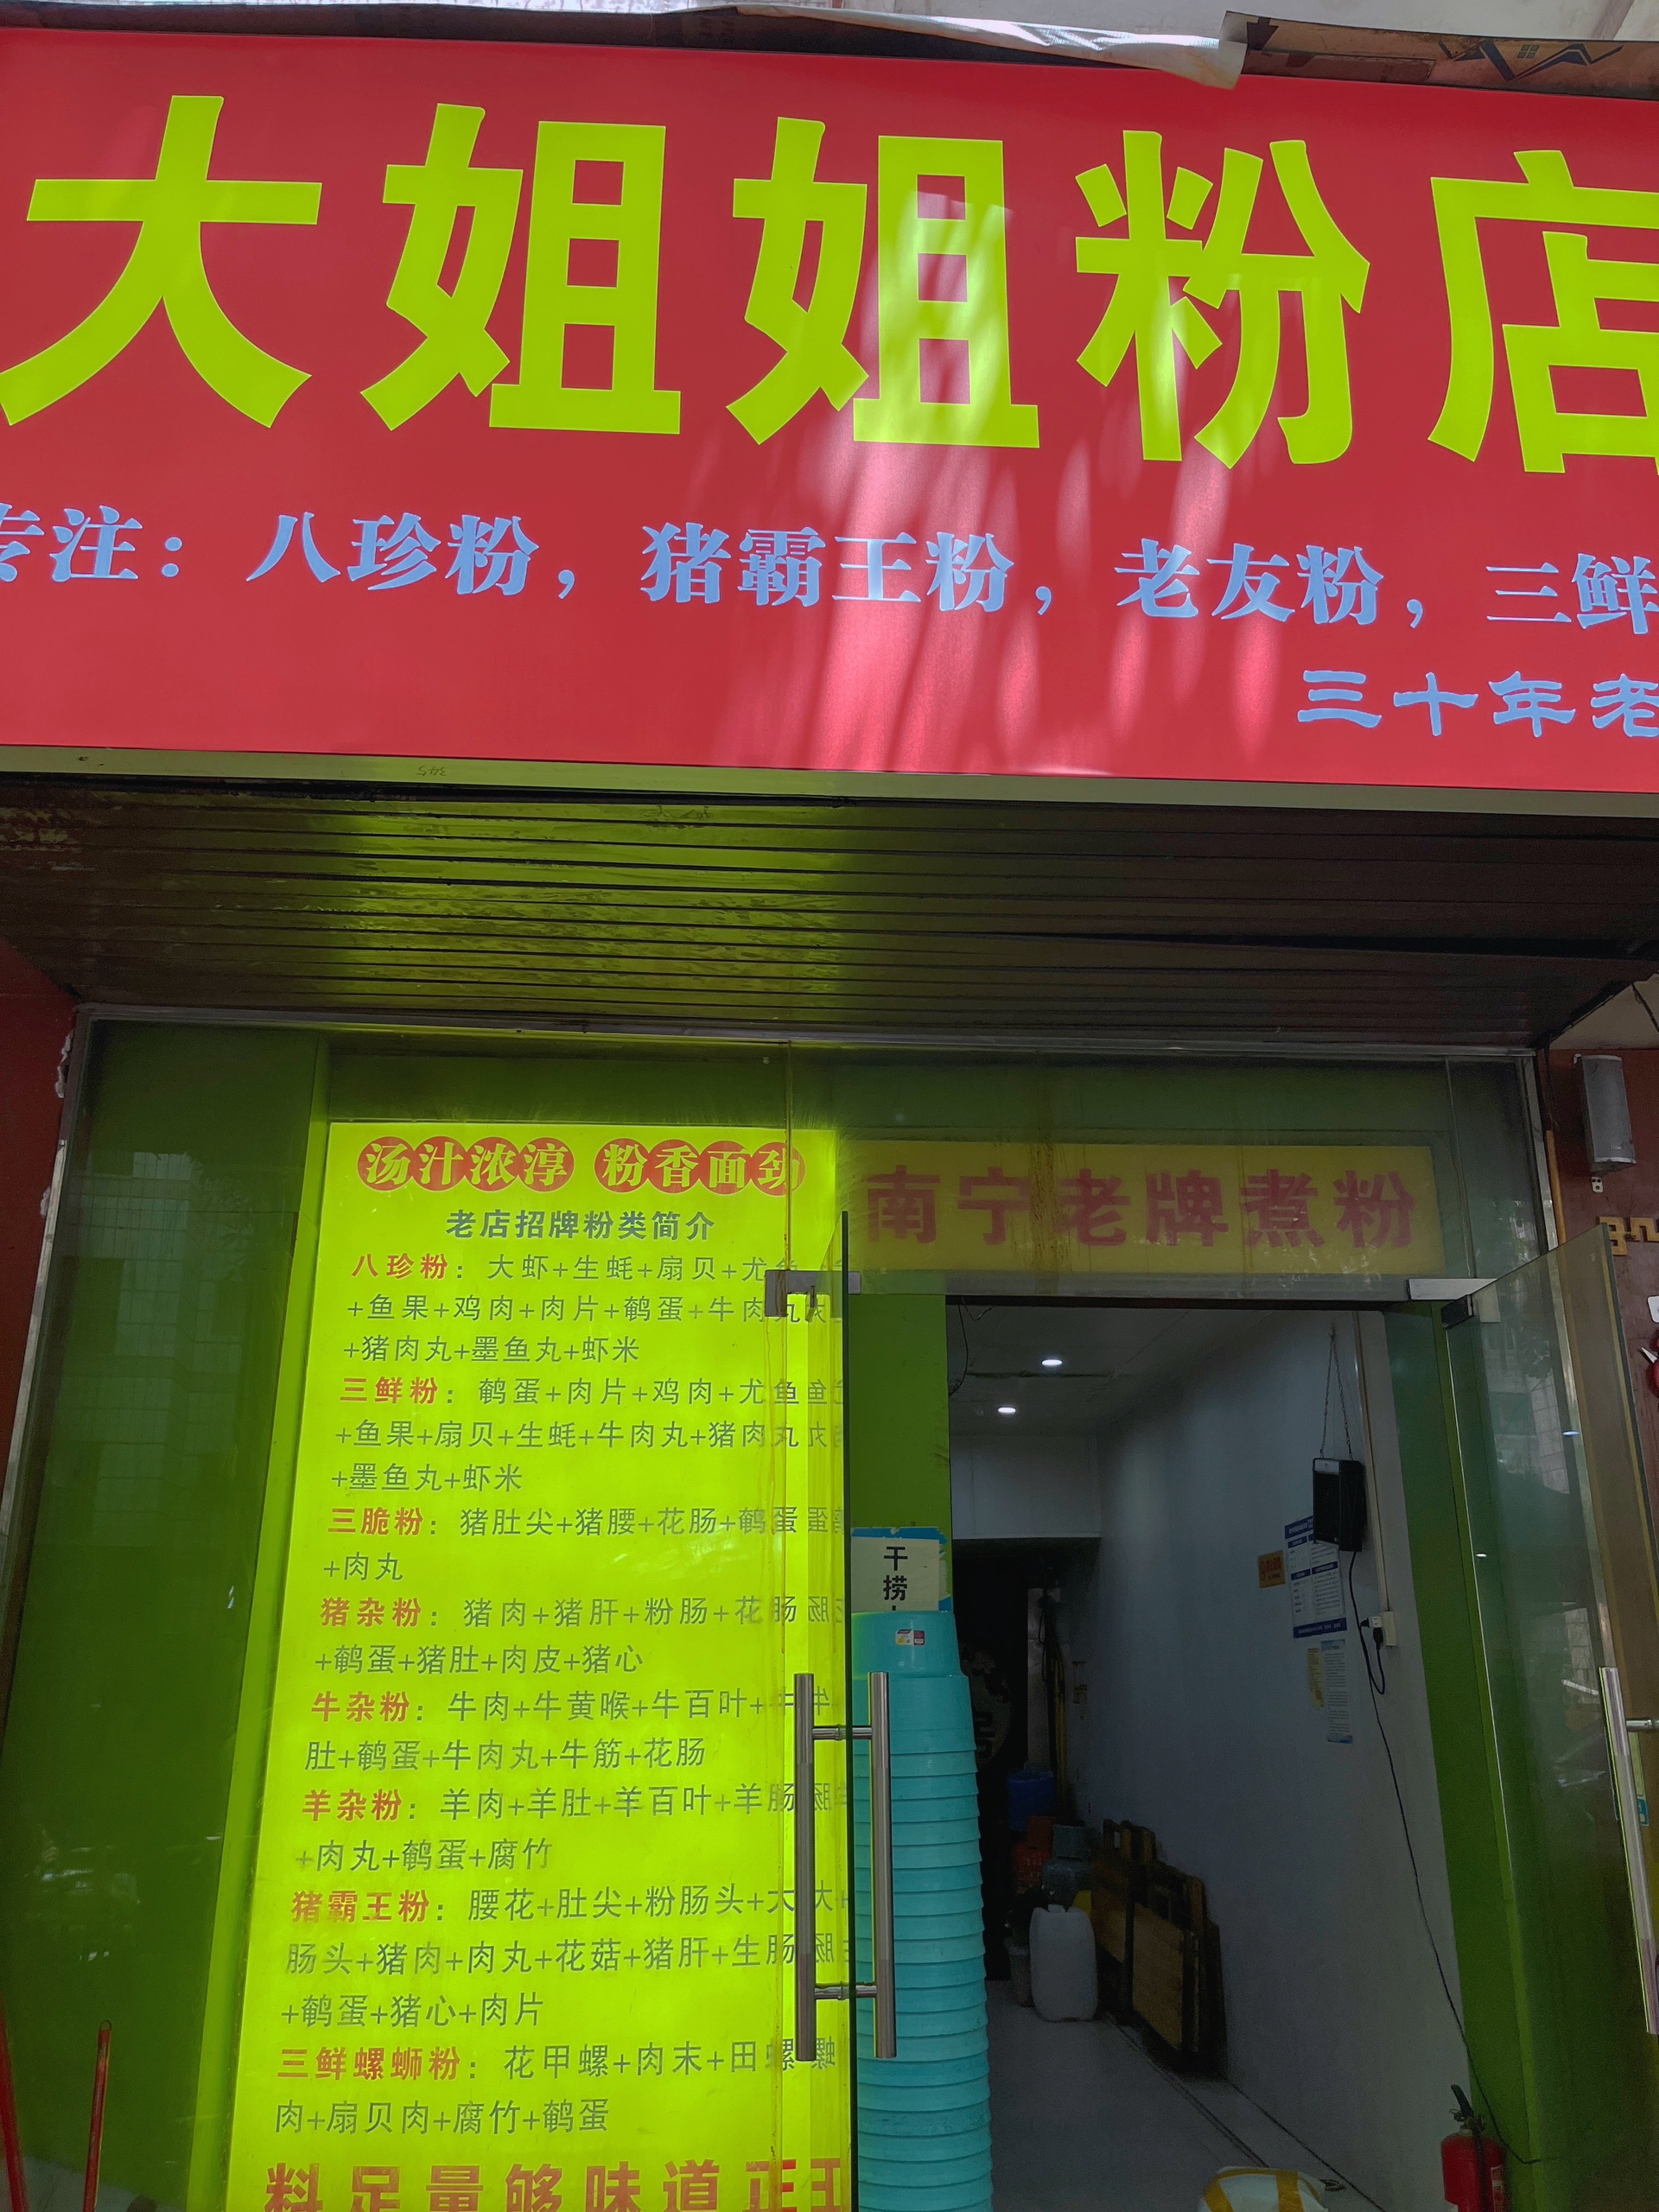 大姐姐粉店
专注：八珍粉，猪霸王粉，老友粉，三鲜
三十年老
汤汁浓淳 粉香面劲
南宁老牌煮粉
老店招牌粉类简介
八珍粉：大虾+生蚝+扇贝+尤鱼
+鱼果+鸡肉+肉片+鹌蛋+牛肉丸
+猪肉丸+墨鱼丸+虾米
三鲜粉：鹌蛋+肉片+鸡肉+尤鱼
+鱼果+扇贝+生蚝+牛肉丸+猪肉丸
+墨鱼丸+虾米
三脆粉：猪肚尖+猪腰+花肠+鹌蛋
+肉丸
猪杂粉：猪肉+猪肝+粉肠+花肠
+鹌蛋+猪肚+肉皮+猪心
牛杂粉：牛肉+牛黄喉+牛百叶+牛
肚+鹌蛋+牛肉丸+牛筋+花肠
羊杂粉：羊肉+羊肚+羊百叶+羊肠
+肉丸+鹌蛋+腐竹
猪霸王粉：腰花+肚尖+粉肠头+大
肠头+猪肉+肉丸+花菇+猪肝+生肠
+鹌蛋+猪心+肉片
三鲜螺蛳粉：花甲螺+肉末+田螺
肉+扇贝肉+腐竹+鹌蛋
料足量够味道正
干捞